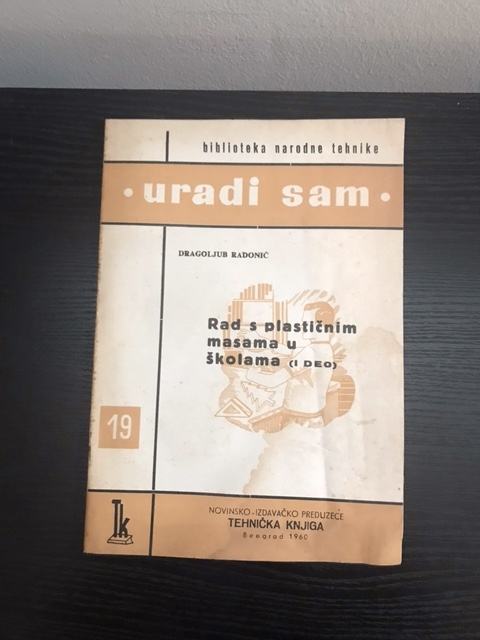 biblioteka narodne tehnike
• uradi sam •
DRAGOLJUB RADONIĆ
Rad s plastičnim
masama u
školama (I DEO)
19
Tk
NOVINSKO-IZDAVAČKO PREDUZEĆE
TEHNIČKA KNJIGA
Beograd 1960